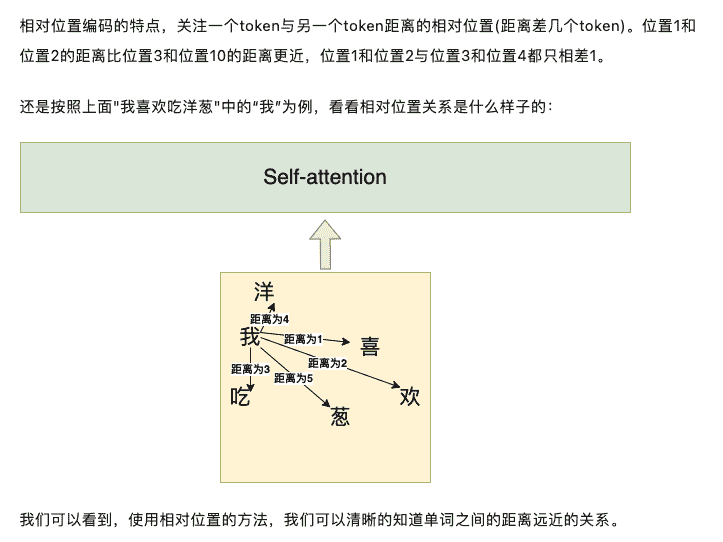 相对位置编码的特点，关注一个token与另一个token距离的相对位置(距离差几个token)。位置1和
位置2的距离比位置3和位置10的距离更近，位置1和位置2与位置3和位置4都只相差1。
还是按照上面"我喜欢吃洋葱"中的“我”为例，看看相对位置关系是什么样子的：
Self-attention
洋
距离为4
我
距离为1
喜
距离为2
距离为3
距离为5
吃
欢
葱
我们可以看到，使用相对位置的方法，我们可以清晰的知道单词之间的距离远近的关系。